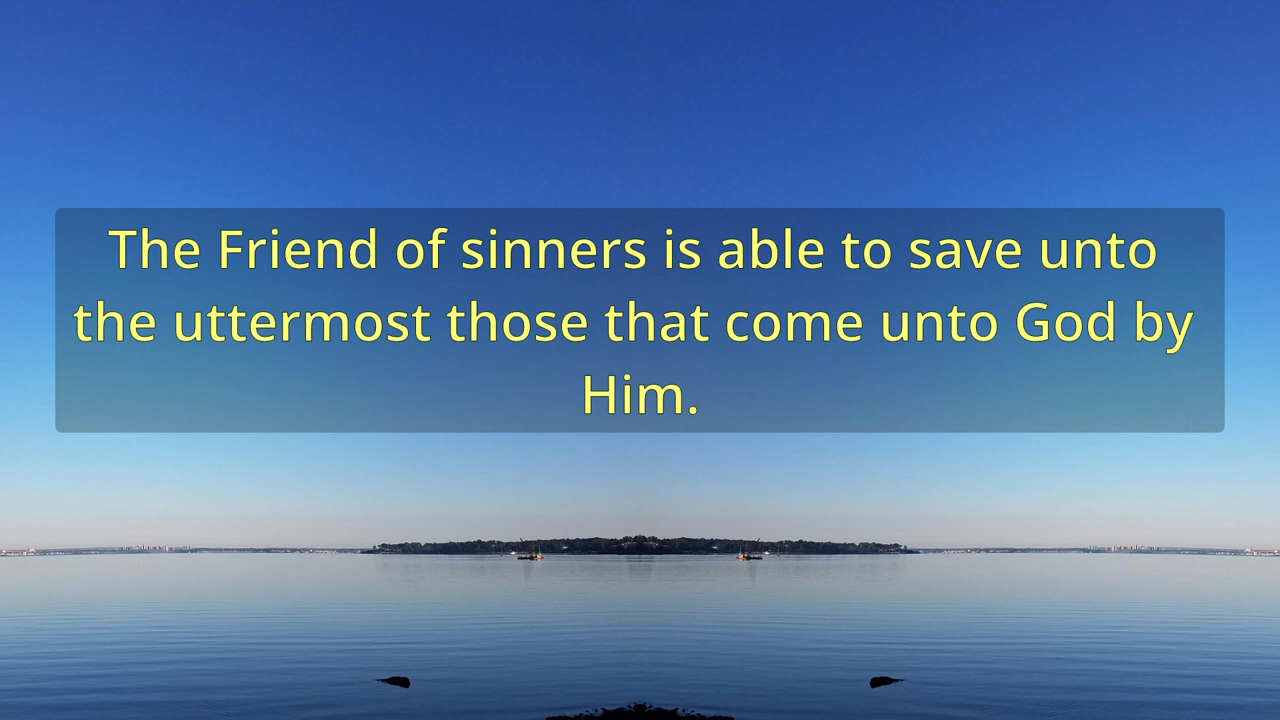 The Friend of sinners is able to save unto
the uttermost those that come unto God by
Him.